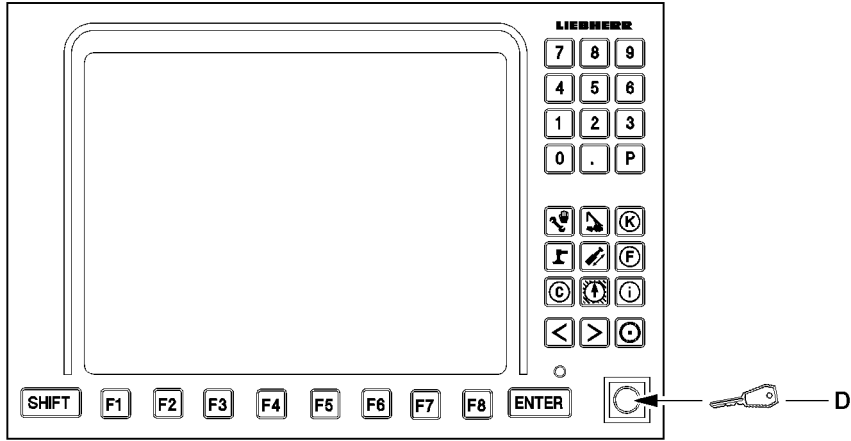 LIEBHERR
7 8 9
4 5 6
1 2 3
0 . P
K
F
C i
< >
SHIFT F1 F2 F3 F4 F5 F6 F7 F8 ENTER
D